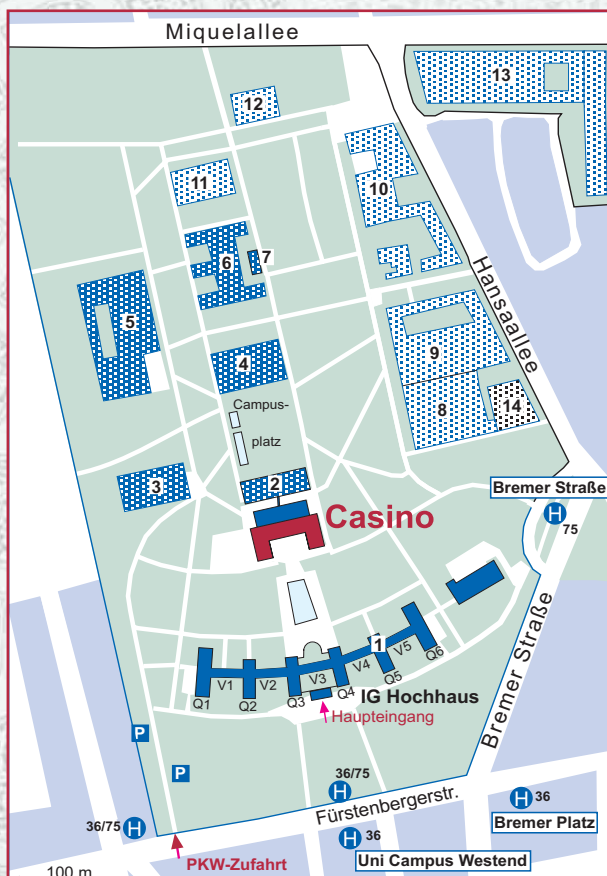 Miquelallee
13
12
10
11
7
6
Hansaallee
5
9
4
8
14
Campus-
platz
3
2
Bremer Straße
H
75
Casino
Bremer Straße
1
Q1
V1
Q2
V2
Q3
V3
Q4
V4
Q5
V5
Q6
IG Hochhaus
Haupteingang
P
P
36/75
H
Fürstenbergerstr.
H
36
Bremer Platz
36/75
H
H
36
Uni Campus Westend
PKW-Zufahrt
100 m